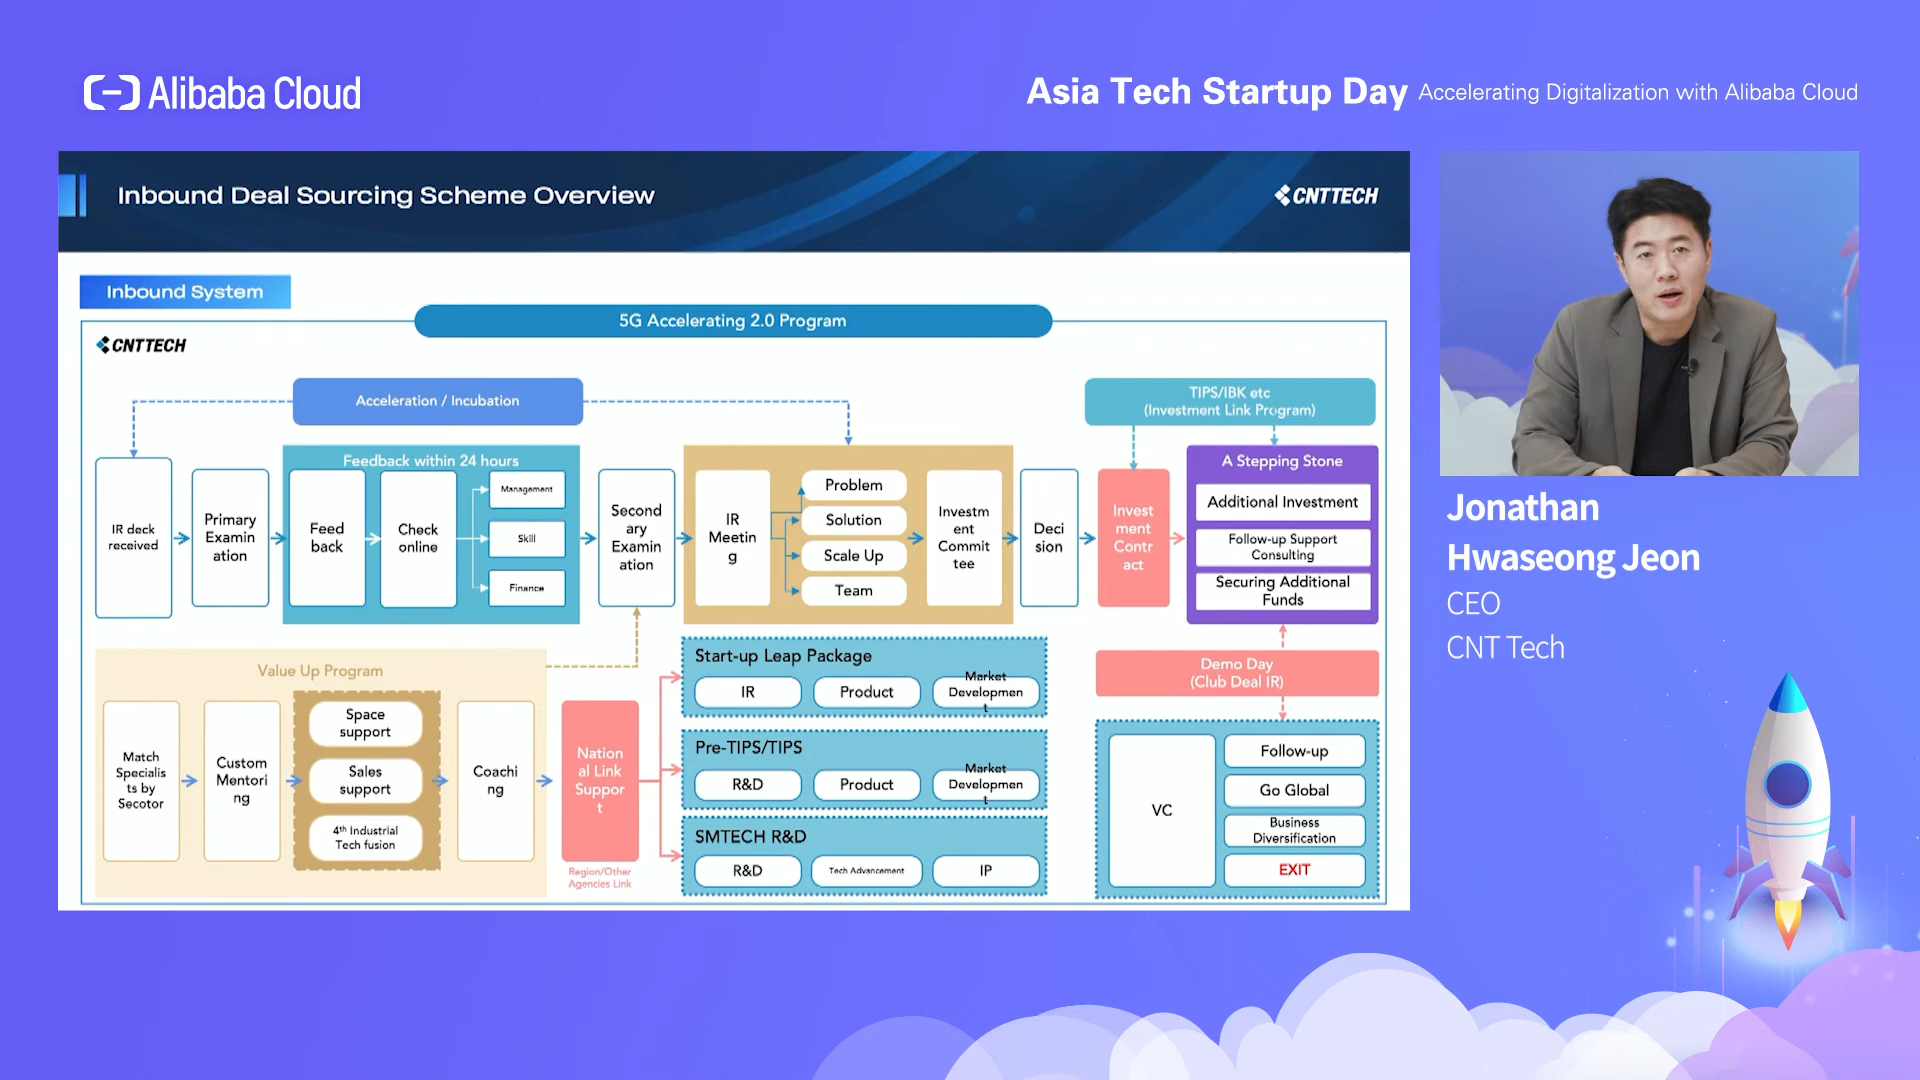 Alibaba Cloud
Asia Tech Startup Day Accelerating Digitalization with Alibaba Cloud
Inbound Deal Sourcing Scheme Overview
CNTTECH
Inbound System
5G Accelerating 2.0 Program
CNTTECH
Acceleration / Incubation
TIPS/IBK etc
(Investment Link Program)
IR deck
received
Primary
Examin
ation
Feedback within 24 hours
Feed
back
Check
online
Management
Skill
Finance
Second
ary
Examin
ation
IR
Meetin
g
Problem
Solution
Scale Up
Team
Investm
ent
Commit
tee
Deci
sion
Invest
ment
Contr
act
A Stepping Stone
Additional Investment
Follow-up Support
Consulting
Securing Additional
Funds
Value Up Program
Match
Specialis
ts by
Secotor
Custom
Mentori
ng
Space
support
Sales
support
4th Industrial
Tech fusion
Coachi
ng
Nation
al Link
Suppor
t
Region/Other
Agencies Link
Start-up Leap Package
IR
Product
Market
Developmen
t
Pre-TIPS/TIPS
R&D
Product
Market
Developmen
t
SMTECH R&D
R&D
Tech Advancement
IP
Demo Day
(Club Deal IR)
VC
Follow-up
Go Global
Business
Diversification
EXIT
Jonathan
Hwaseong Jeon
CEO
CNT Tech